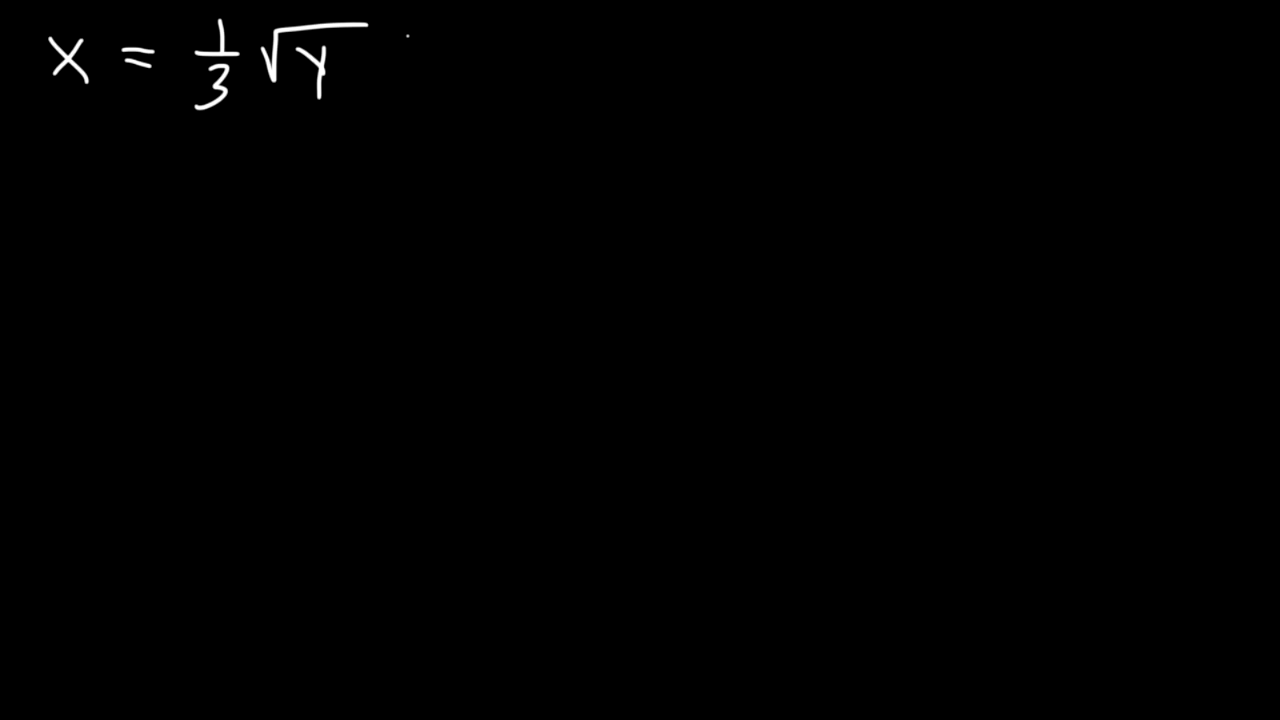 x = 1/3 √y